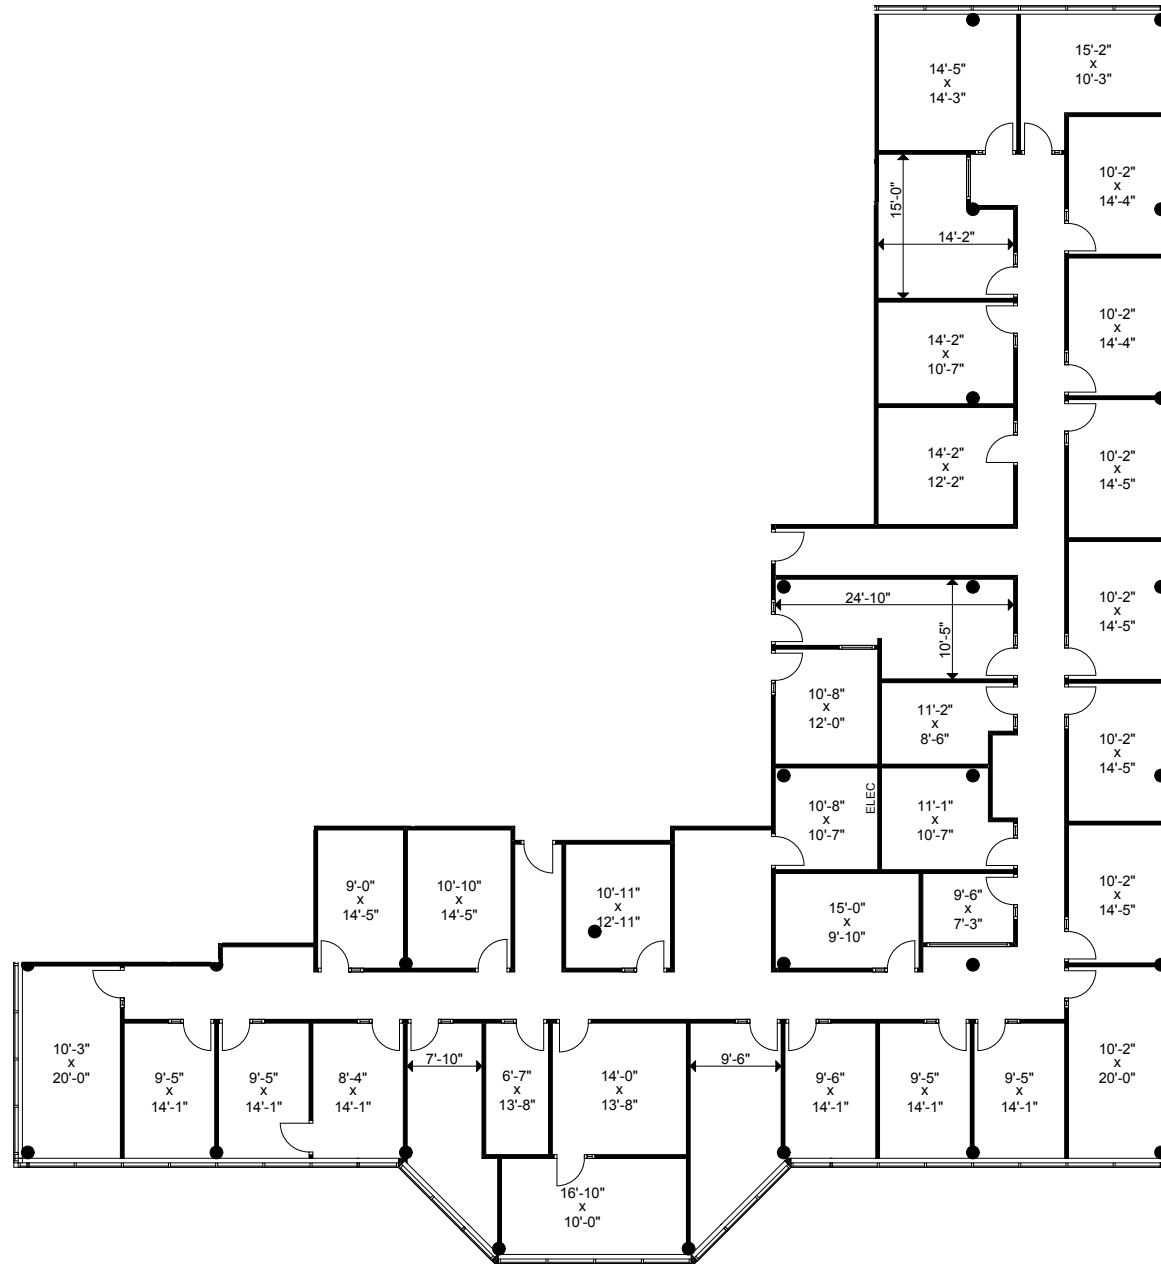 14'-5"
x
14'-3"
15'-2"
x
10'-3"
10'-2"
x
14'-4"
15'-0"
14'-2"
10'-2"
x
14'-4"
14'-2"
x
10'-7"
14'-2"
x
12'-2"
10'-2"
x
14'-5"
24'-10"
10'-5"
10'-2"
x
14'-5"
10'-8"
x
12'-0"
11'-2"
x
8'-6"
10'-2"
x
14'-5"
10'-8"
x
10'-7"
ELEC
11'-1"
x
10'-7"
10'-2"
x
14'-5"
9'-0"
x
14'-5"
10'-10"
x
14'-5"
10'-11"
x
12'-11"
15'-0"
x
9'-10"
9'-6"
x
7'-3"
10'-3"
x
20'-0"
9'-5"
x
14'-1"
9'-5"
x
14'-1"
8'-4"
x
14'-1"
7'-10"
6'-7"
x
13'-8"
14'-0"
x
13'-8"
9'-6"
9'-6"
x
14'-1"
9'-5"
x
14'-1"
9'-5"
x
14'-1"
10'-2"
x
20'-0"
16'-10"
x
10'-0"